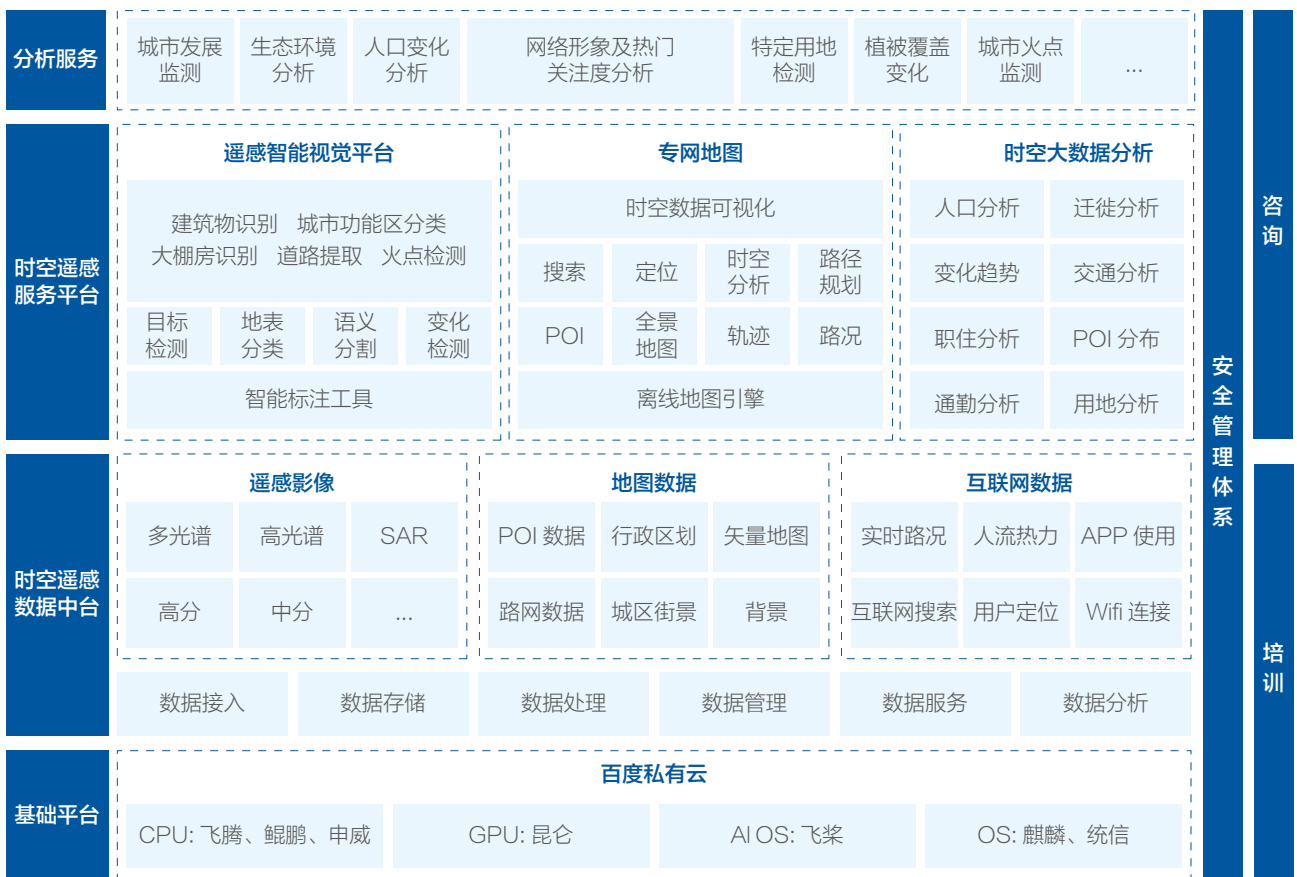 分析服务
城市发展
监测
生态环境
分析
人口变化
分析
网络形象及热门
关注度分析
特定用地
检测
植被覆盖
变化
城市火点
监测
...
时空遥感
服务平台
遥感智能视觉平台
建筑物识别 城市功能区分类
大棚房识别 道路提取 火点检测
目标
检测
地表
分类
语义
分割
变化
检测
智能标注工具
专网地图
时空数据可视化
搜索
定位
时空
分析
路径
规划
POI
全景
地图
轨迹
路况
离线地图引擎
时空大数据分析
人口分析
迁徙分析
变化趋势
交通分析
职住分析
POI 分布
通勤分析
用地分析
时空遥感
数据中台
遥感影像
多光谱
高光谱
SAR
高分
中分
...
地图数据
POI 数据
行政区划
矢量地图
路网数据
城区街景
背景
互联网数据
实时路况
人流热力
APP 使用
互联网搜索
用户定位
Wifi 连接
数据接入
数据存储
数据处理
数据管理
数据服务
数据分析
基础平台
百度私有云
CPU: 飞腾、鲲鹏、申威
GPU: 昆仑
AI OS: 飞桨
OS: 麒麟、统信
安全管理体系
咨询
培训